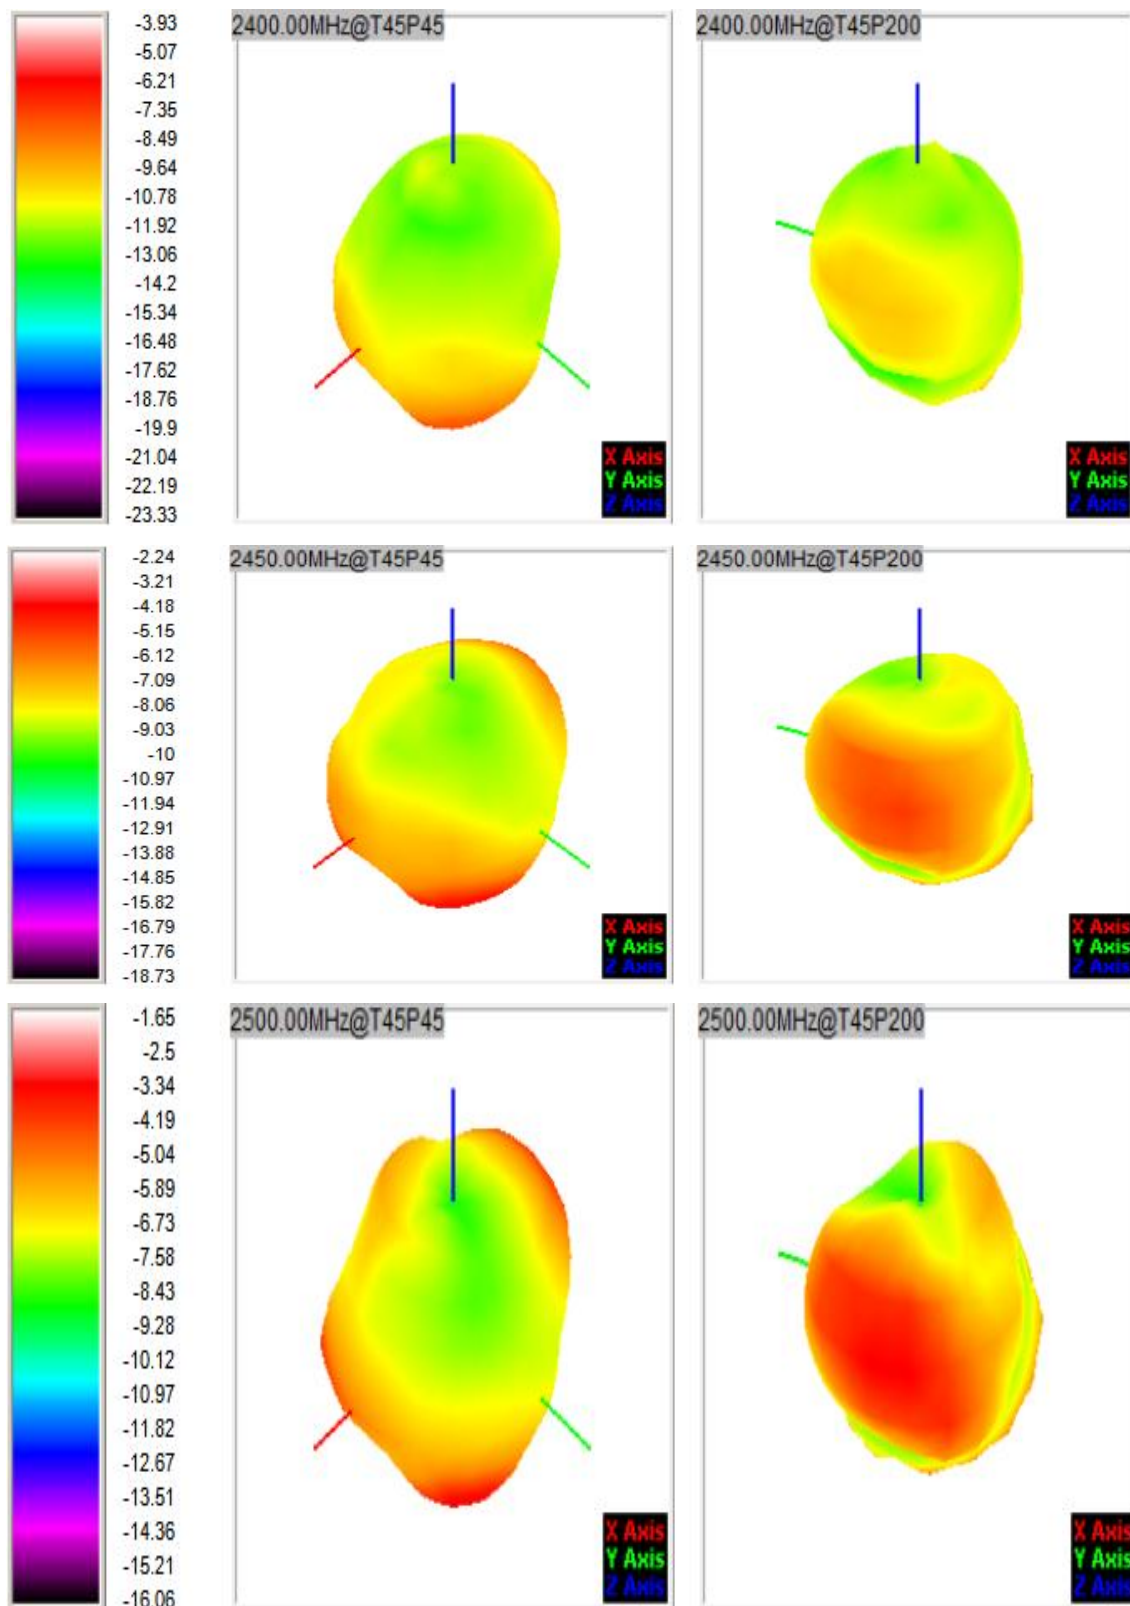 -3.93
-5.07
-6.21
-7.35
-8.49
-9.64
-10.78
-11.92
-13.06
-14.2
-15.34
-16.48
-17.62
-18.76
-19.9
-21.04
-22.19
-23.33
2400.00MHz@T45P45
X Axis
Y Axis
Z Axis
2400.00MHz@T45P200
X Axis
Y Axis
Z Axis
-2.24
-3.21
-4.18
-5.15
-6.12
-7.09
-8.06
-9.03
-10
-10.97
-11.94
-12.91
-13.88
-14.85
-15.82
-16.79
-17.76
-18.73
2450.00MHz@T45P45
X Axis
Y Axis
Z Axis
2450.00MHz@T45P200
X Axis
Y Axis
Z Axis
-1.65
-2.5
-3.34
-4.19
-5.04
-5.89
-6.73
-7.58
-8.43
-9.28
-10.12
-10.97
-11.82
-12.67
-13.51
-14.36
-15.21
-16.06
2500.00MHz@T45P45
X Axis
Y Axis
Z Axis
2500.00MHz@T45P200
X Axis
Y Axis
Z Axis